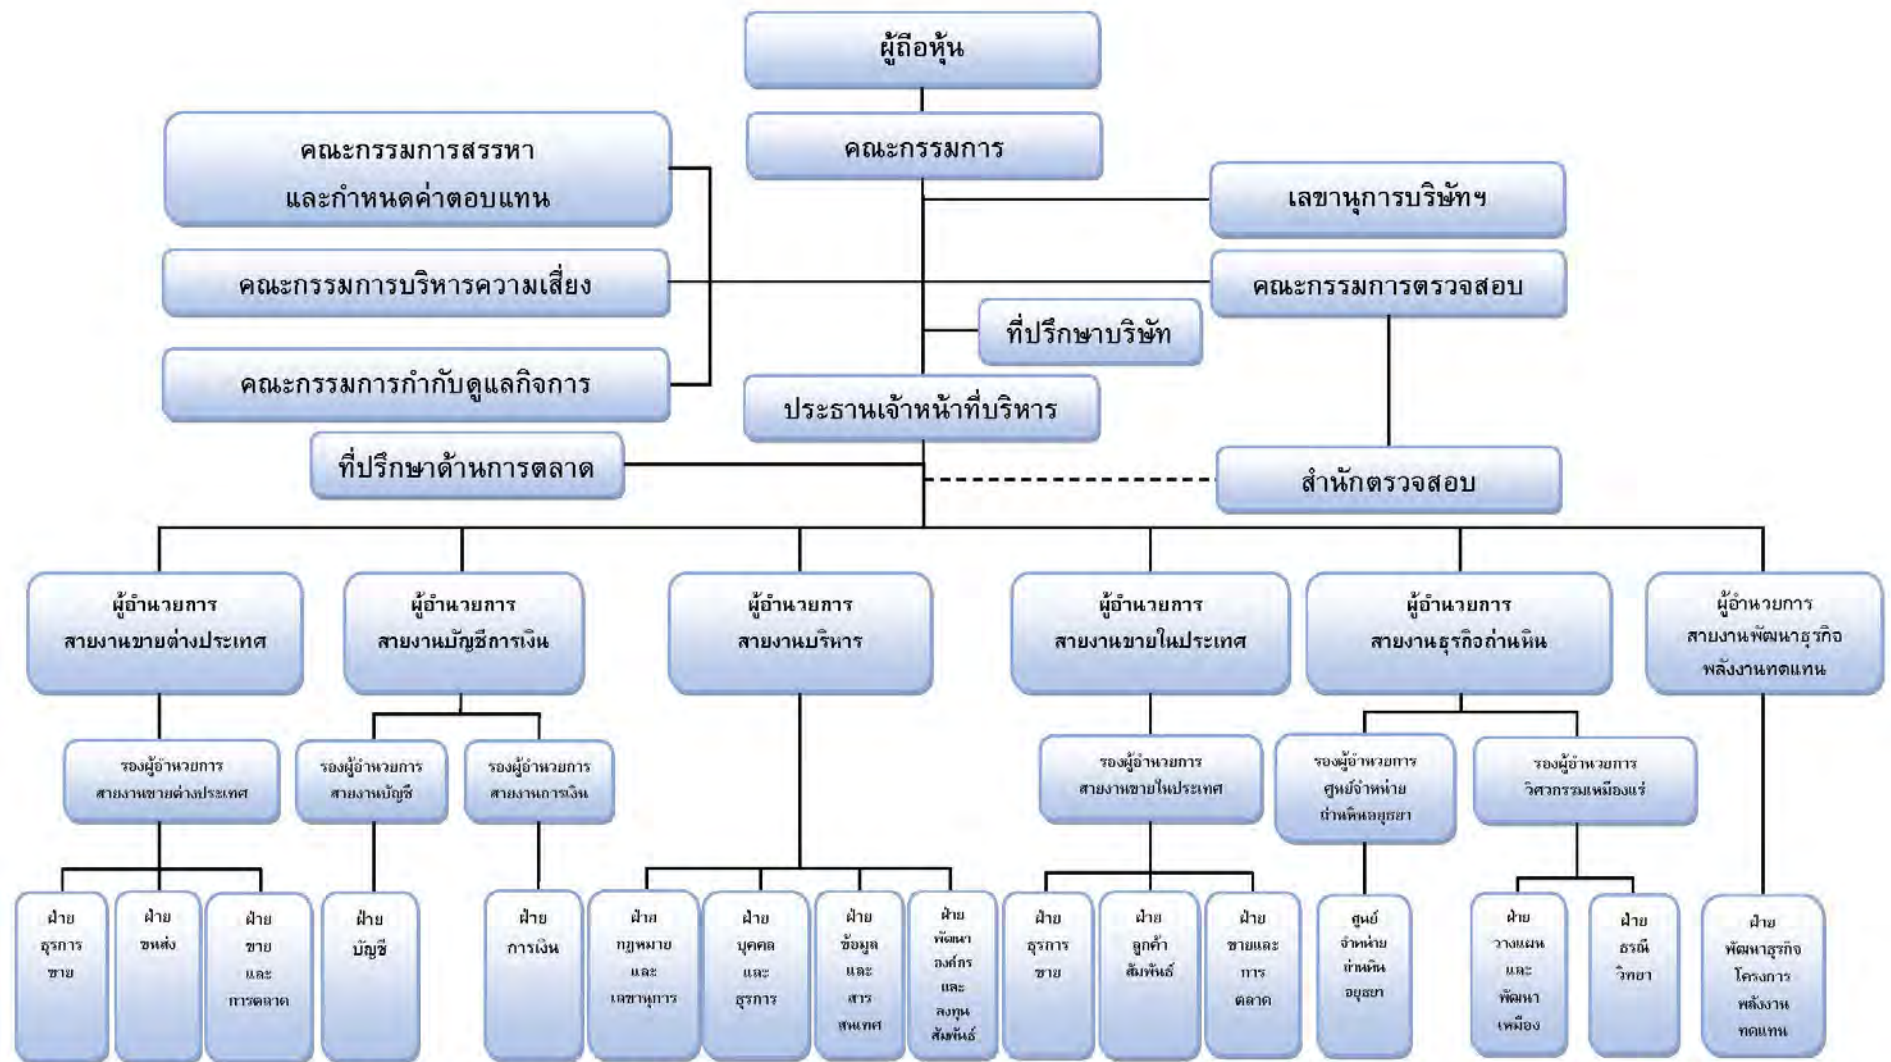 ผู้ถือหุ้น
คณะกรรมการสรรหา
และกำหนดค่าตอบแทน
คณะกรรมการ
เลขานุการบริษัทฯ
คณะกรรมการบริหารความเสี่ยง
คณะกรรมการตรวจสอบ
ที่ปรึกษาบริษัท
คณะกรรมการกำกับดูแลกิจการ
ประธานเจ้าหน้าที่บริหาร
ที่ปรึกษาด้านการตลาด
สำนักตรวจสอบ
ผู้อำนวยการ
สายงานขายต่างประเทศ
ผู้อำนวยการ
สายงานบัญชีการเงิน
ผู้อำนวยการ
สายงานบริหาร
ผู้อำนวยการ
สายงานขายในประเทศ
ผู้อำนวยการ
สายงานธุรกิจถ่านหิน
ผู้อำนวยการ
สายงานพัฒนาธุรกิจ
พลังงานทดแทน
รองผู้อำนวยการ
สายงานขายต่างประเทศ
รองผู้อำนวยการ
สายงานบัญชี
รองผู้อำนวยการ
สายงานการเงิน
รองผู้อำนวยการ
สายงานขายในประเทศ
รองผู้อำนวยการ
ศูนย์จำหน่าย
ถ่านหินอยุธยา
รองผู้อำนวยการ
วิศวกรรมเหมืองแร่
ฝ่าย
ธุรการ
ขาย
ฝ่าย
ขนส่ง
ฝ่าย
ขาย
และ
การตลาด
ฝ่าย
บัญชี
ฝ่าย
การเงิน
ฝ่าย
กฎหมาย
และ
เลขานุการ
ฝ่าย
บุคคล
และ
ธุรการ
ฝ่าย
ข้อมูล
และ
สาร
สนเทศ
ฝ่าย
พัฒนา
องค์กร
และ
ลงทุน
สัมพันธ์
ฝ่าย
ธุรการ
ขาย
ฝ่าย
ลูกค้า
สัมพันธ์
ฝ่าย
ขายและ
การ
ตลาด
ศูนย์
จำหน่าย
ถ่านหิน
อยุธยา
ฝ่าย
วางแผน
และ
พัฒนา
เหมือง
ฝ่าย
ธรณี
วิทยา
ฝ่าย
พัฒนาธุรกิจ
โครงการ
พลังงาน
ทดแทน